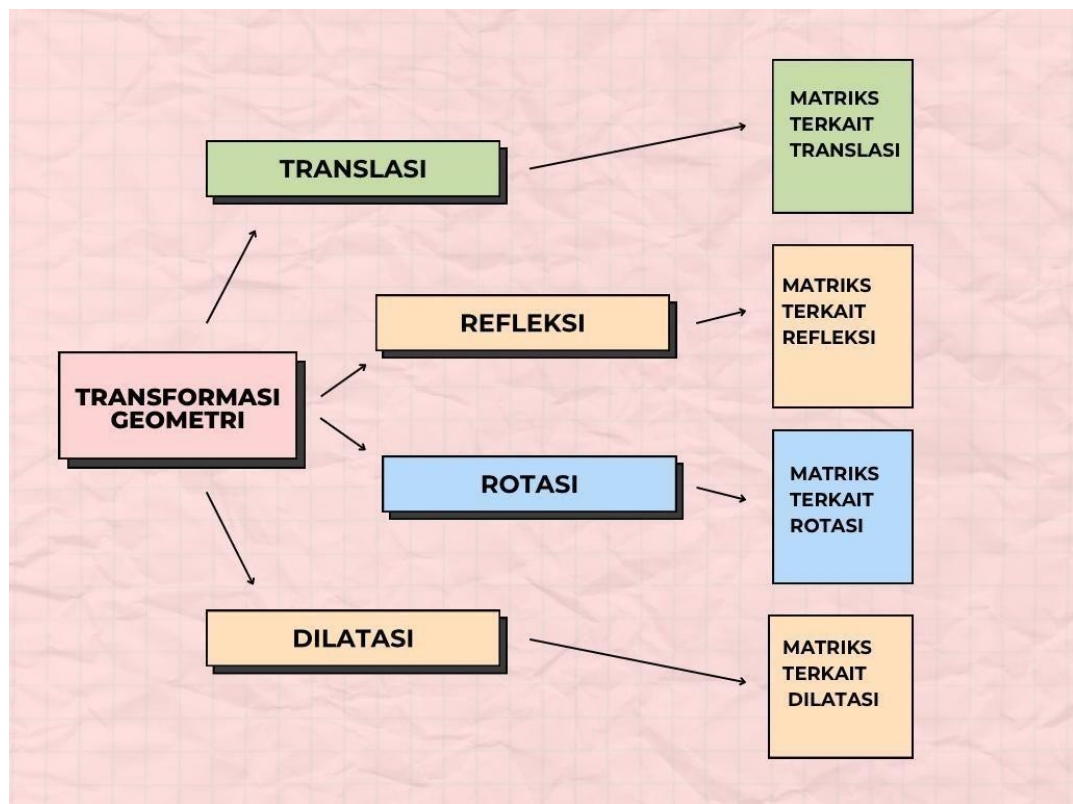 TRANSFORMASI
GEOMETRI
TRANSLASI
MATRIKS
TERKAIT
TRANSLASI
REFLEKSI
MATRIKS
TERKAIT
REFLEKSI
ROTASI
MATRIKS
TERKAIT
ROTASI
DILATASI
MATRIKS
TERKAIT
DILATASI